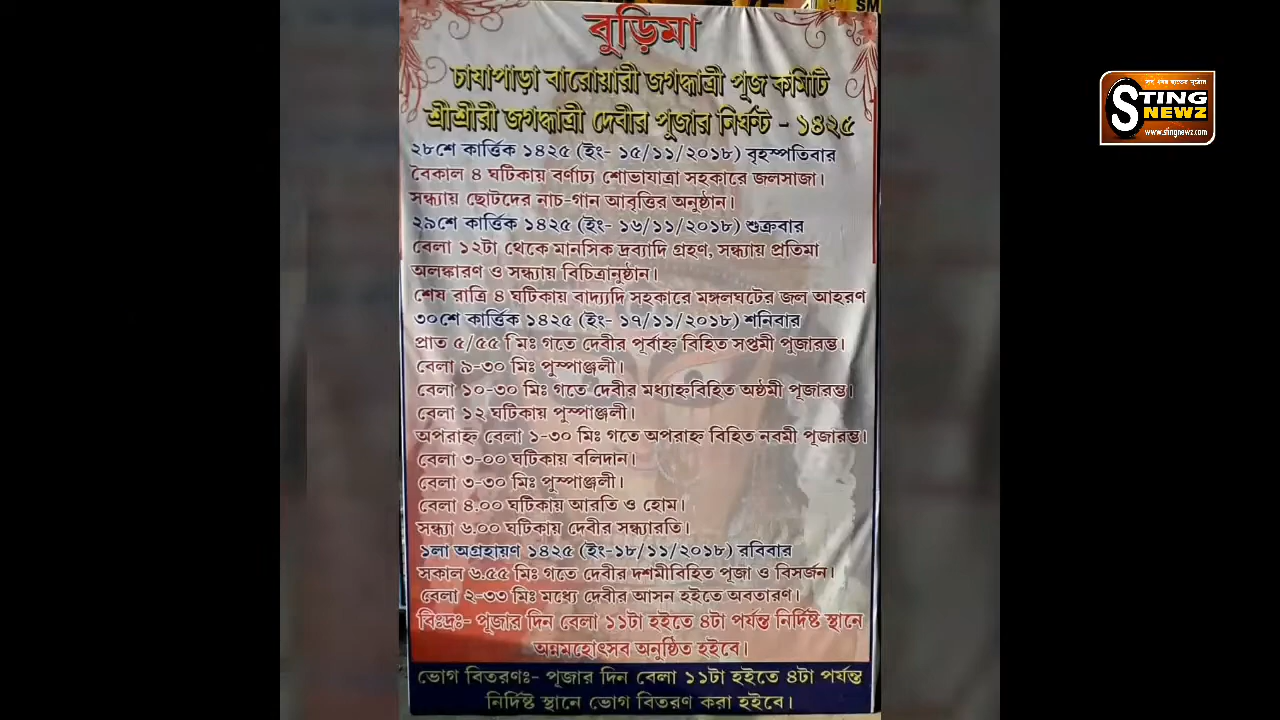 SM
বুড়িমা
চাষাপাড়া বারোয়ারী জগদ্ধাত্রী পূজ কমিটি
শ্রীশ্রীরী জগদ্ধাত্রী দেবীর পুজার নির্ঘন্ট - ১৪২৫
২৮শে কার্ত্তিক ১৪২৫ (ইং- ১৫/১১/২০১৮) বৃহস্পতিবার
বৈকাল ৪ ঘটিকায় বর্ণাঢ্য শোভাযাত্রা সহকারে জলসাজা।
সন্ধ্যায় ছোটদের নাচ-গান আবৃত্তির অনুষ্ঠান।
২৯শে কার্ত্তিক ১৪২৫ (ইং- ১৬/১১/২০১৮) শুক্রবার
বেলা ১২টা থেকে মানসিক দ্রব্যাদি গ্রহণ, সন্ধ্যায় প্রতিমা
অলঙ্কারণ ও সন্ধ্যায় বিচিত্রানুষ্ঠান।
শেষ রাত্রি ৪ ঘটিকায় বাদ্যাদি সহকারে মঙ্গলঘটের জল আহরণ
৩০শে কার্ত্তিক ১৪২৫ (ইং- ১৭/১১/২০১৮) শনিবার
প্রাত ৫/৫৫ মিঃ গতে দেবীর পূর্বাহ্ন বিহিত সপ্তমী পুজারম্ভ।
বেলা ৯-৩০ মিঃ পুস্পাঞ্জলী।
বেলা ১০-৩০ মিঃ গতে দেবীর মধ্যাহ্নবিহিত অষ্ঠমী পূজারম্ভ।
বেলা ১২ ঘটিকায় পুস্পাঞ্জলী।
অপরাহ্ন বেলা ১-৩০ মিঃ গতে অপরাহ্ন বিহিত নবমী পূজারম্ভ।
বেলা ৩-০০ ঘটিকায় বলিদান।
বেলা ৩-৩০ মিঃ পুস্পাঞ্জলী।
বেলা ৪.০০ ঘটিকায় আরতি ও হোম।
সন্ধ্যা ৬.০০ ঘটিকায় দেবীর সন্ধ্যারতি।
১লা অগ্রহায়ণ ১৪২৫ (ইং-১৮/১১/২০১৮) রবিবার
সকাল ৬.৫৫ মিঃ গতে দেবীর দশমীবিহিত পূজা ও বিসর্জন।
বেলা ২-৩৩ মিঃ মধ্যে দেবীর আসন হইতে অবতারণ।
বিঃদ্রঃ- পূজার দিন বেলা ১১টা হইতে ৪টা পর্যন্ত নির্দিষ্ট স্থানে
অন্নমহোৎসব অনুষ্ঠিত হইবে।
ভোগ বিতরণঃ- পূজার দিন বেলা ১১টা হইতে ৪টা পর্যন্ত
নির্দিষ্ট স্থানে ভোগ বিতরণ করা হইবে।
STING
NEWZ
www.stingnewz.com